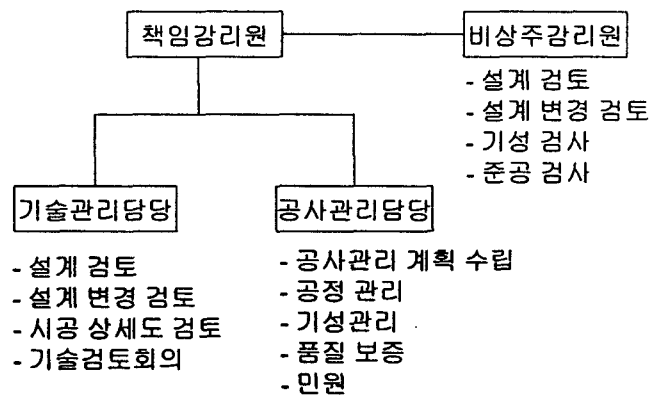 책임감리원
비상주감리원
- 설계 검토
- 설계 변경 검토
- 기성 검사
- 준공 검사
기술관리담당
- 설계 검토
- 설계 변경 검토
- 시공 상세도 검토
- 기술검토회의
공사관리담당
- 공사관리 계획 수립
- 공정 관리
- 기성관리
- 품질 보증
- 민원